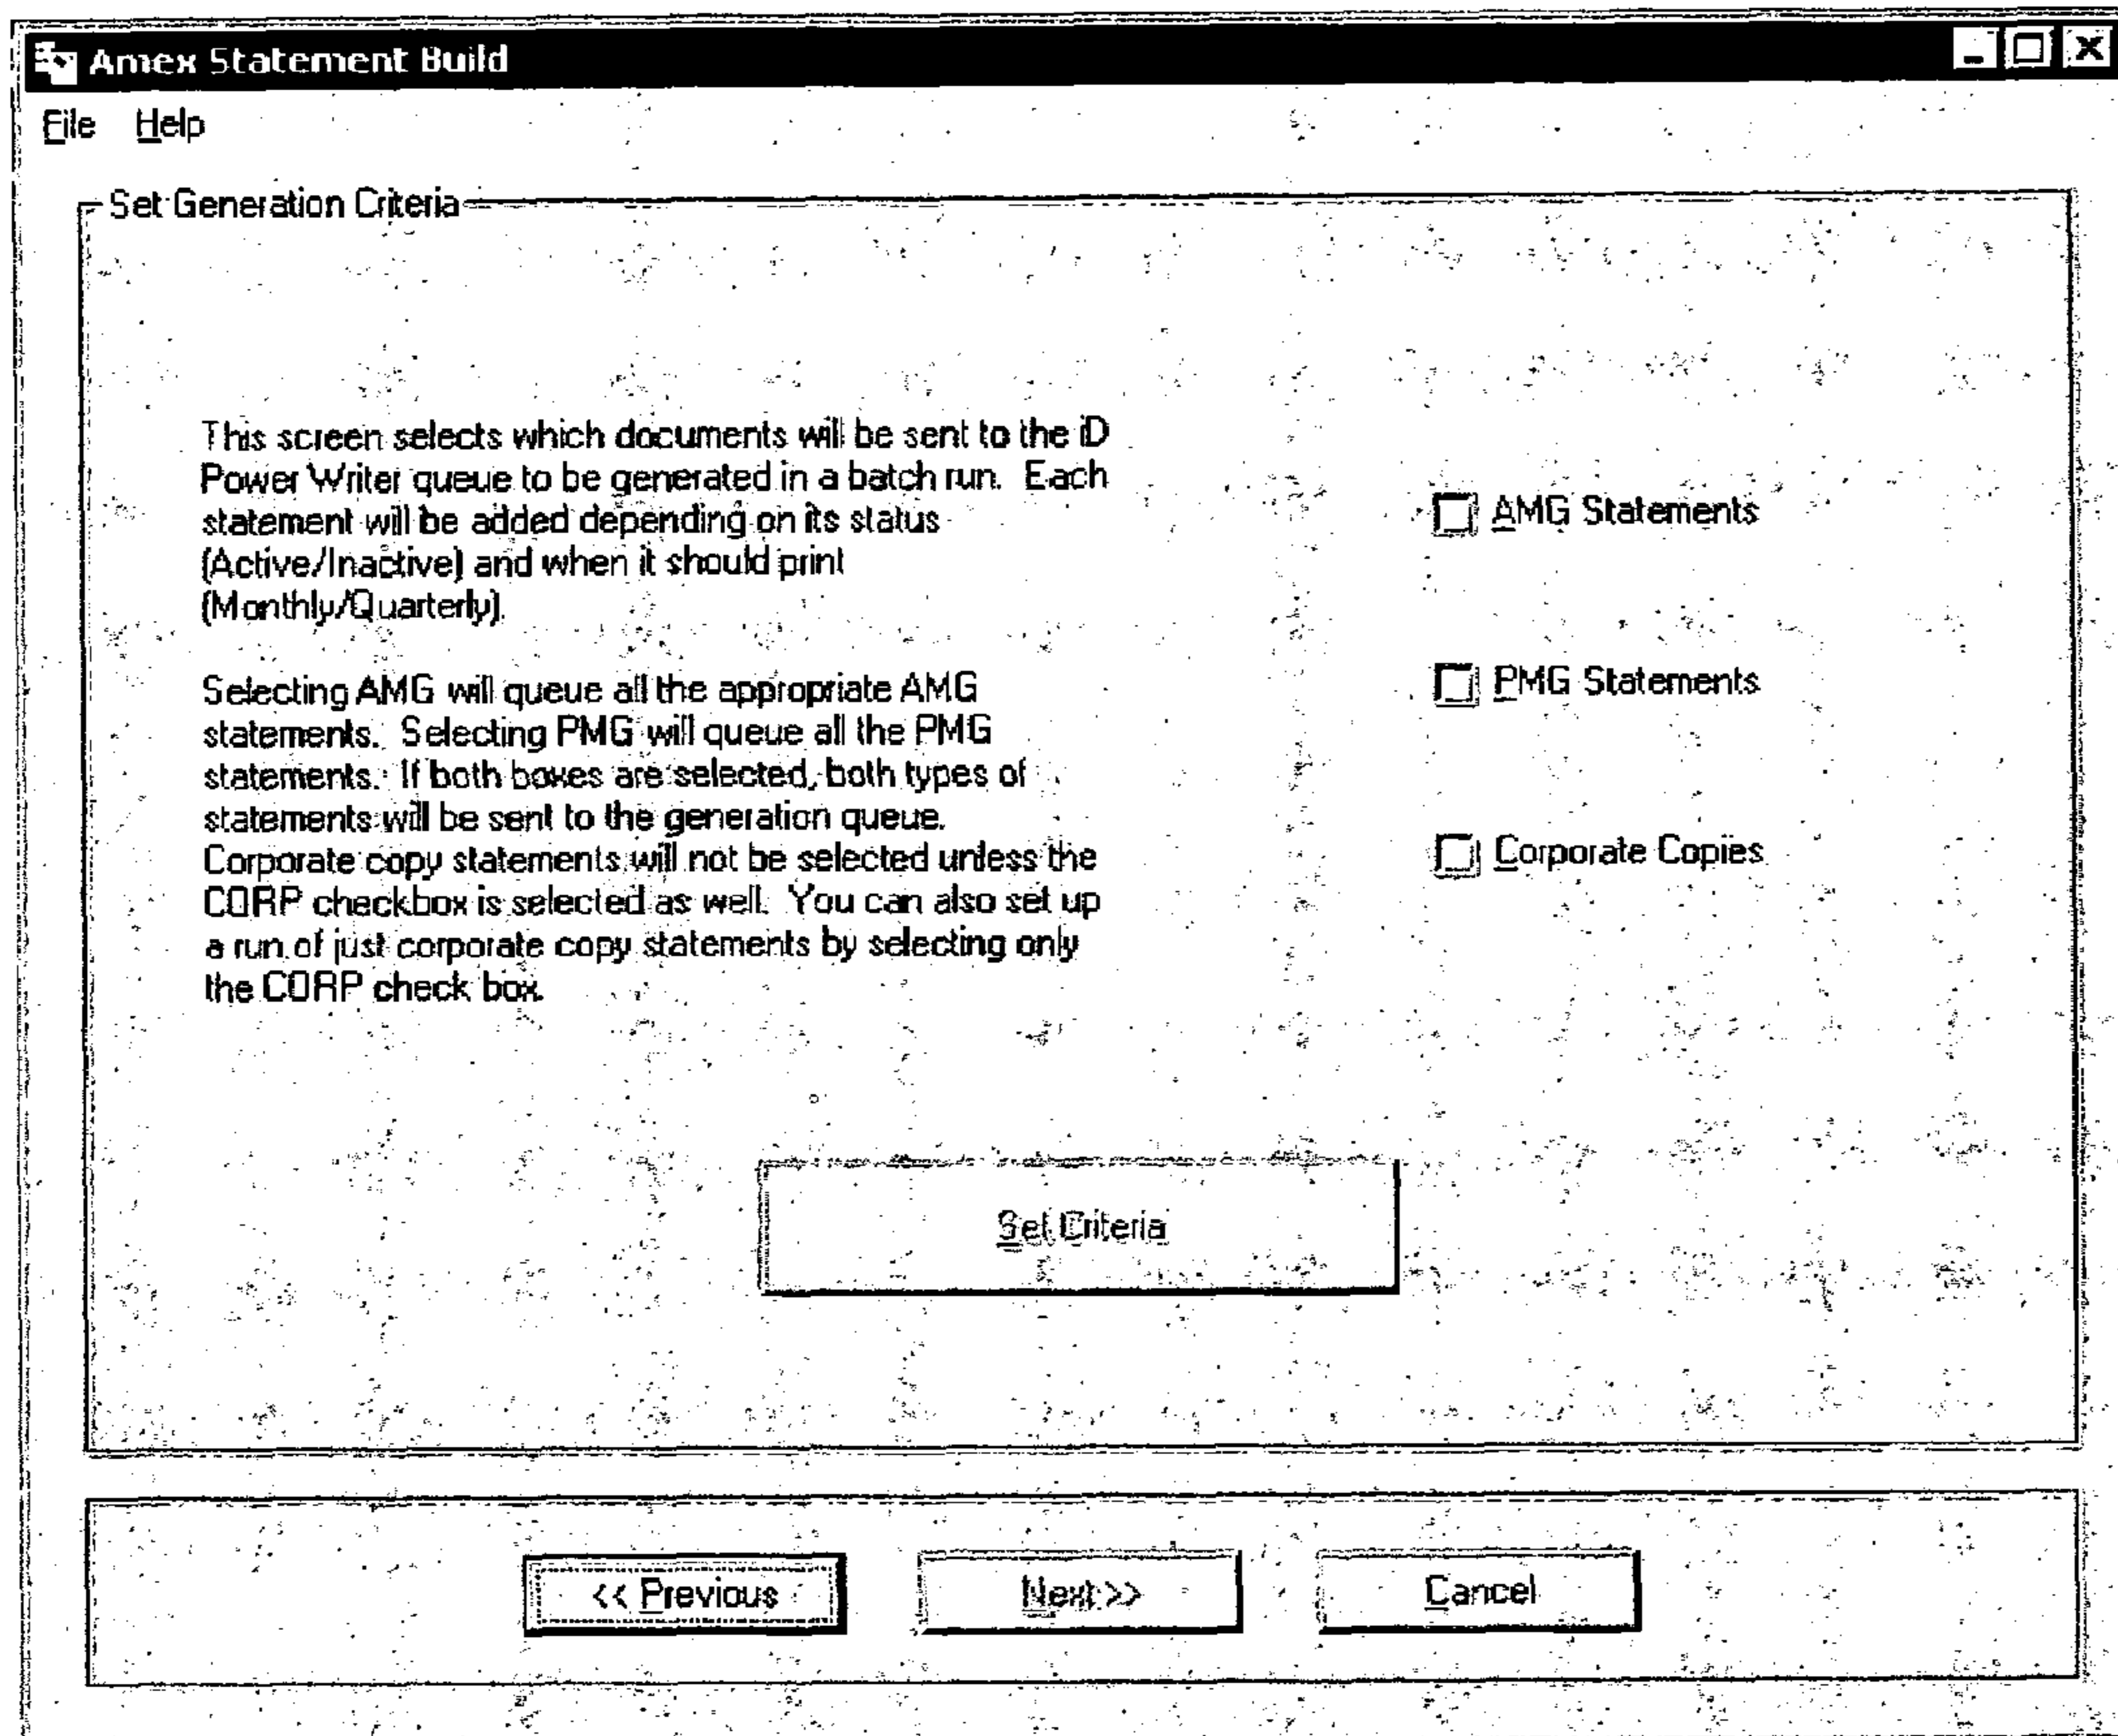 Amex Statement Build
File Help
Set Generation Criteria
This screen selects which documents will be sent to the iD
Power Writer queue to be generated in a batch run. Each
statement will be added depending on its status
(Active/Inactive) and when it should print
(Monthly/Quarterly).
Selecting AMG will queue all the appropriate AMG
statements. Selecting PMG will queue all the PMG
statements. If both boxes are selected, both types of
statements will be sent to the generation queue.
Corporate copy statements will not be selected unless the
CORP checkbox is selected as well. You can also set up
a run of just corporate copy statements by selecting only
the CORP check box.
AMG Statements
PMG Statements
Corporate Copies
Set Criteria
<< Previous
Next >>
Cancel